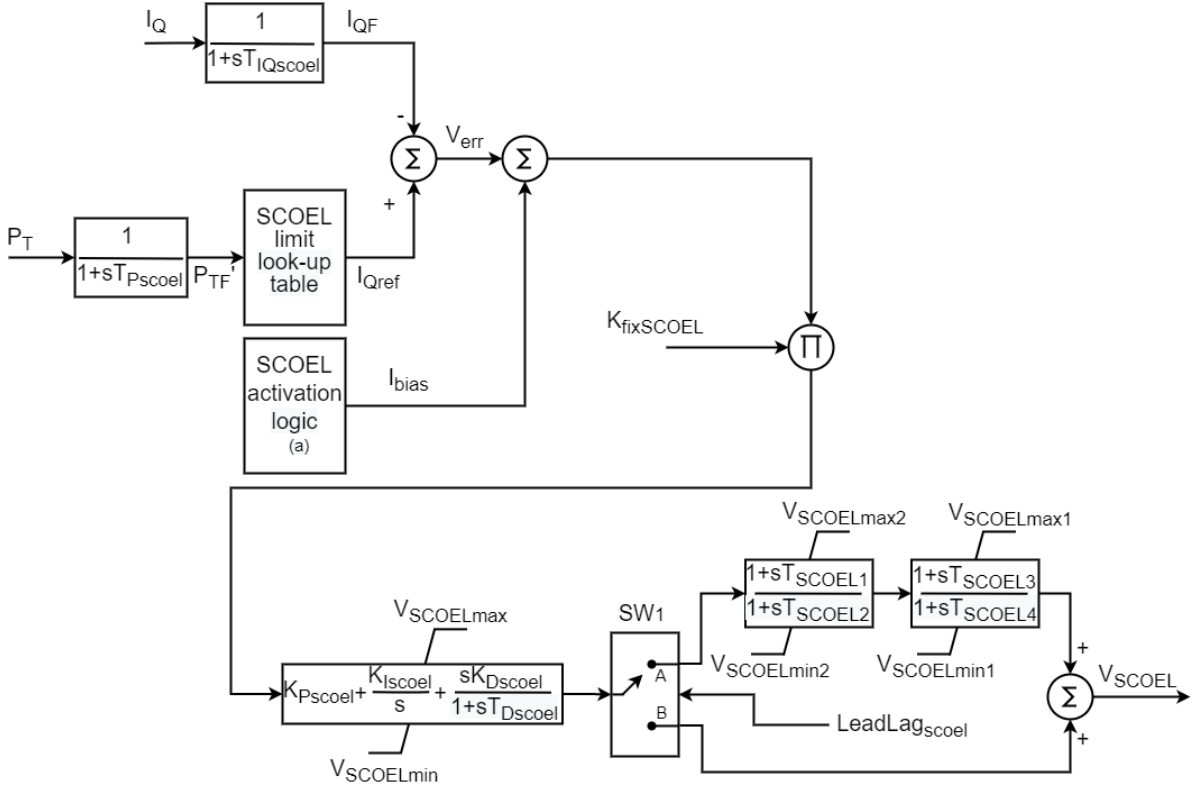 I_Q
1
1+sT_IQscoel
I_QF
-
Σ
V_err
Σ
+
P_T
1
1+sT_Pscoel
P_TF'
SCOEL
limit
look-up
table
I_Qref
K_fixSCOEL
Π
SCOEL
activation
logic
(a)
I_bias
V_SCOELmax2
V_SCOELmax1
1+sT_SCOEL1
1+sT_SCOEL2
1+sT_SCOEL3
1+sT_SCOEL4
V_SCOELmin2
V_SCOELmin1
V_SCOELmax
K_Pscoel+
K_Iscoel
s
+
sK_Dscoel
1+sT_Dscoel
V_SCOELmin
SW1
A
B
LeadLag_scoel
+
Σ
+
V_SCOEL